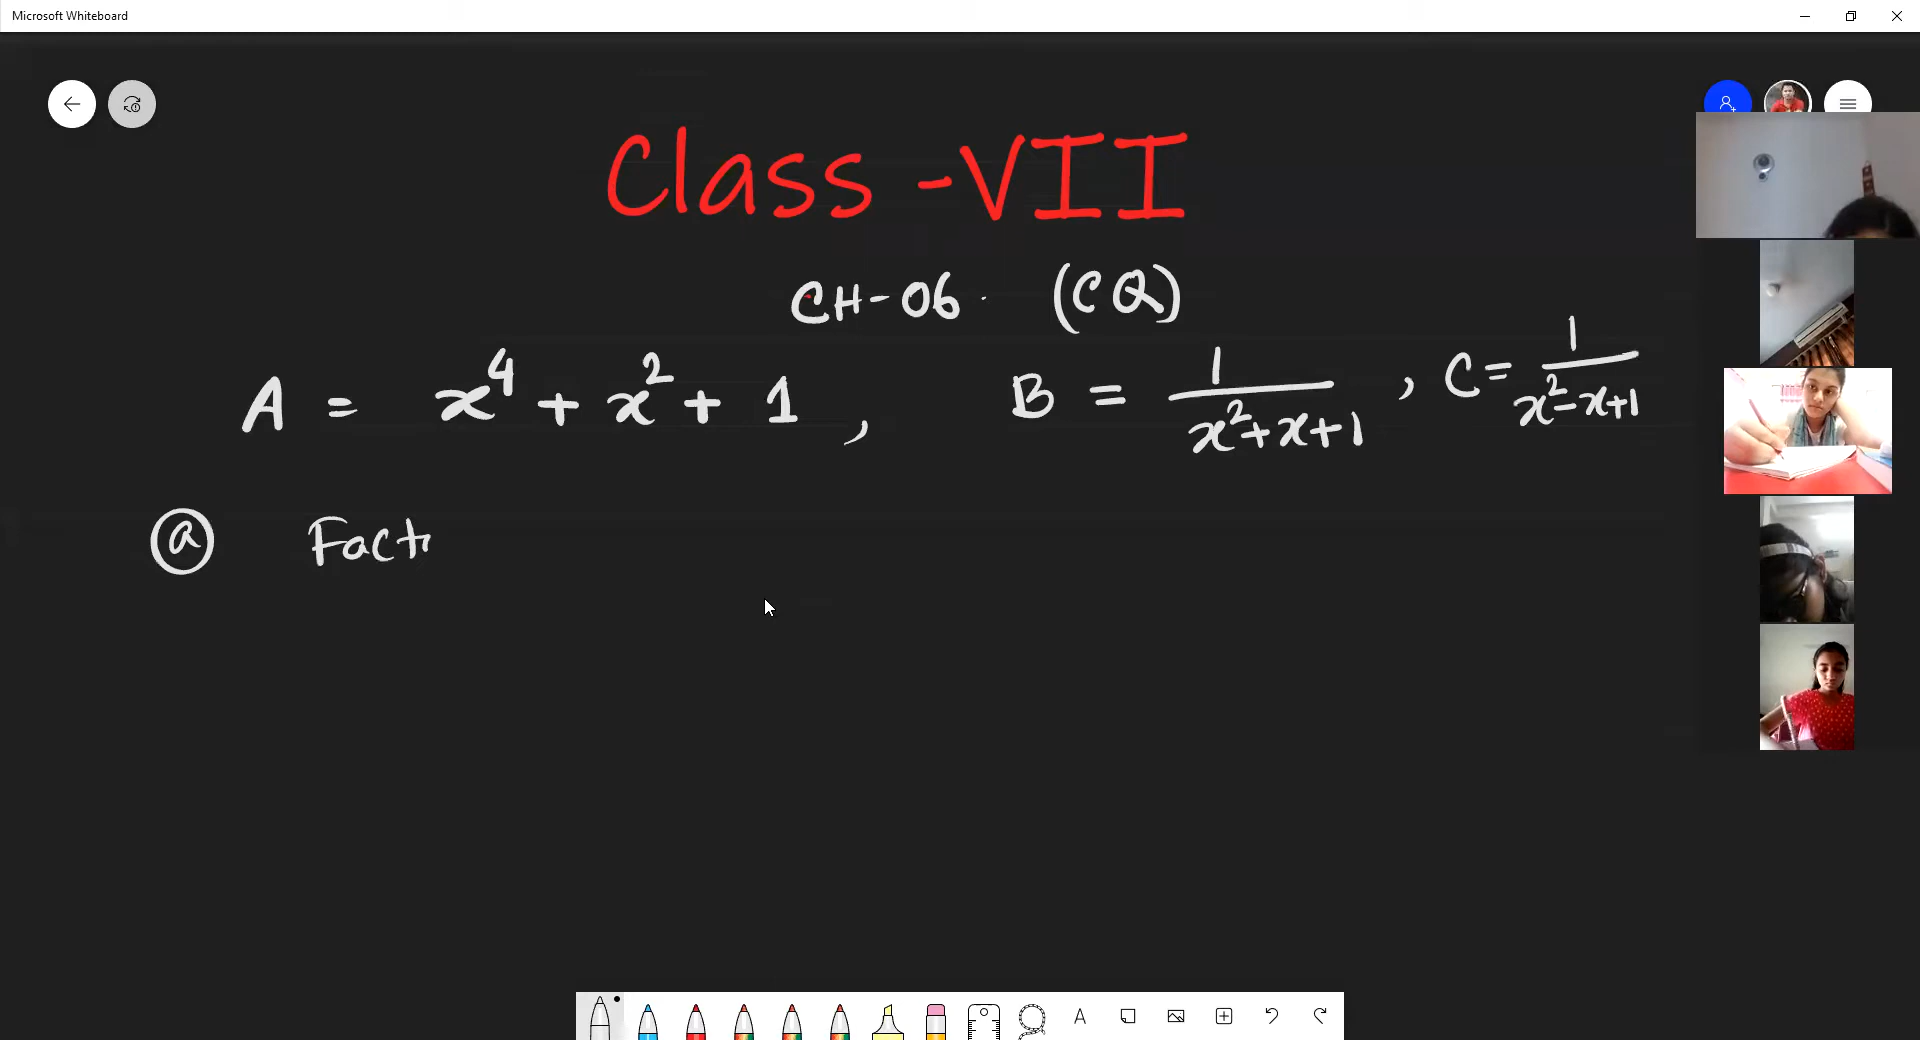 Microsoft Whiteboard
Class - VII
CH-06. (CQ)
A = x⁴ + x² + 1, B = 1/(x²+x+1), C = 1/(x²-x+1)
ⓐ Fact